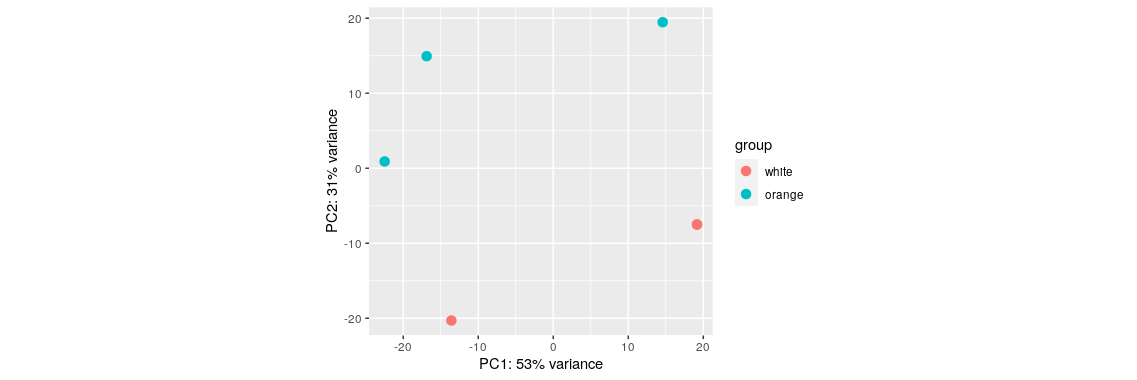 20
10
0
-10
-20
PC2: 31% variance
-20 -10 0 10 20
PC1: 53% variance
group
white
orange